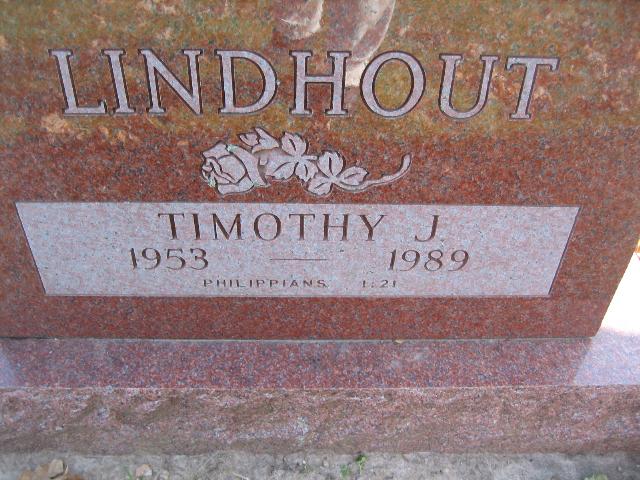 LINDHOUT
TIMOTHY J.
1953 — 1989
PHILIPPIANS 1:21